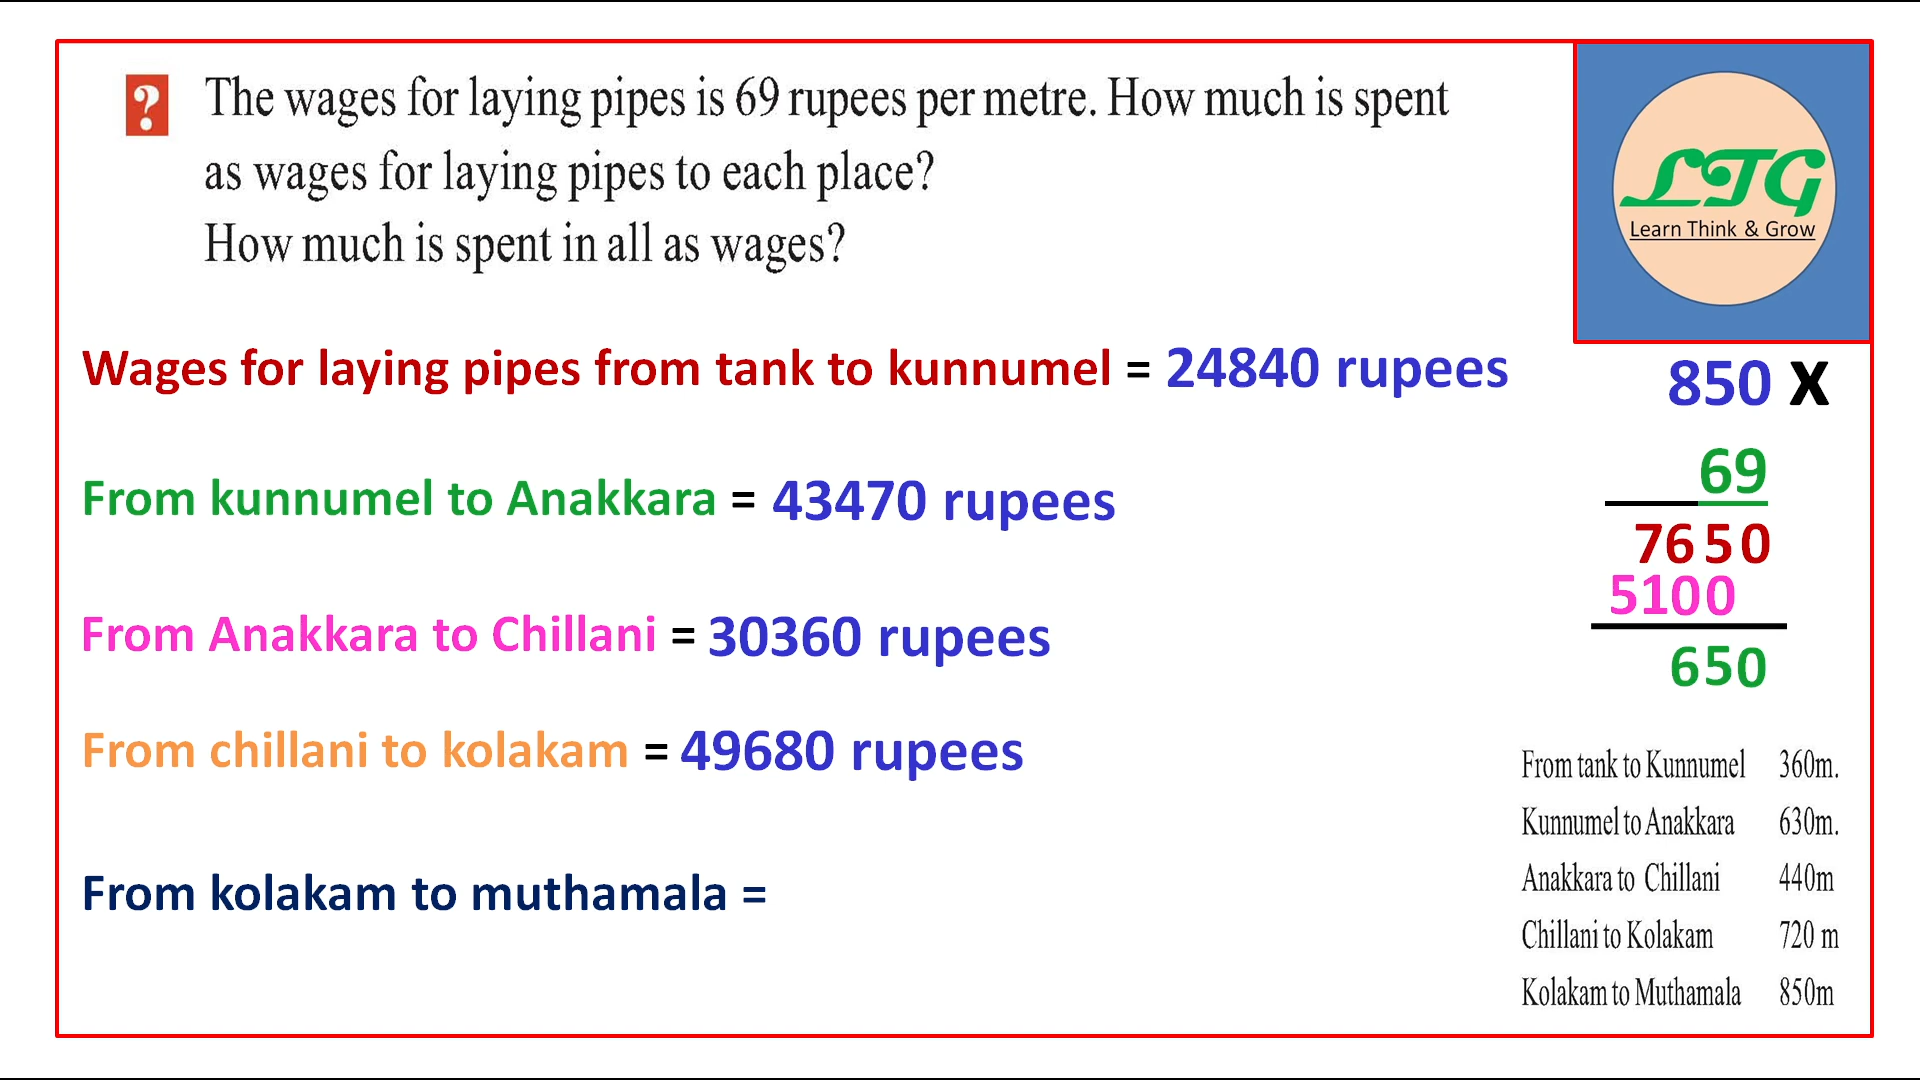 ? The wages for laying pipes is 69 rupees per metre. How much is spent
as wages for laying pipes to each place?
How much is spent in all as wages?
LTG
Learn Think & Grow
Wages for laying pipes from tank to kunnumel = 24840 rupees
From kunnumel to Anakkara = 43470 rupees
From Anakkara to Chillani = 30360 rupees
From chillani to kolakam = 49680 rupees
From kolakam to muthamala =
850 X
69
7650
5100
650
From tank to Kunnumel 360m.
Kunnumel to Anakkara 630m.
Anakkara to Chillani 440m
Chillani to Kolakam 720 m
Kolakam to Muthamala 850m